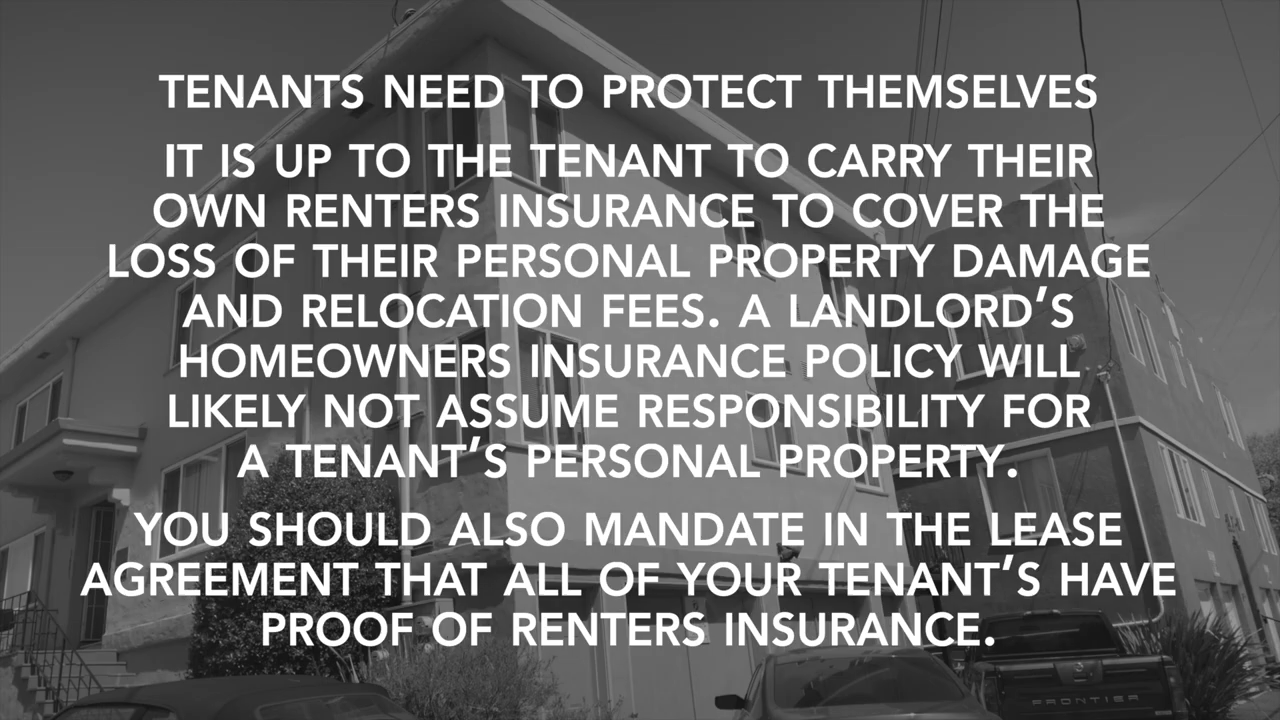 TENANTS NEED TO PROTECT THEMSELVES
IT IS UP TO THE TENANT TO CARRY THEIR
OWN RENTERS INSURANCE TO COVER THE
LOSS OF THEIR PERSONAL PROPERTY DAMAGE
AND RELOCATION FEES. A LANDLORD'S
HOMEOWNERS INSURANCE POLICY WILL
LIKELY NOT ASSUME RESPONSIBILITY FOR
A TENANT'S PERSONAL PROPERTY.
YOU SHOULD ALSO MANDATE IN THE LEASE
AGREEMENT THAT ALL OF YOUR TENANT'S HAVE
PROOF OF RENTERS INSURANCE.
FRONTIER